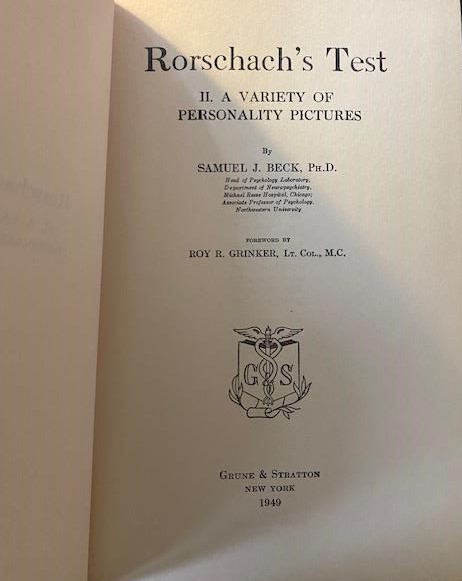 Rorschach's Test
II. A VARIETY OF
PERSONALITY PICTURES
By
SAMUEL J. BECK, PH.D.
Head of Psychology Laboratory,
Department of Neuropsychiatry,
Michael Reese Hospital, Chicago;
Associate Professor of Psychology,
Northwestern University
FOREWORD BY
ROY R. GRINKER, LT. COL., M.C.
G S
GRUNE & STRATTON
NEW YORK
1949